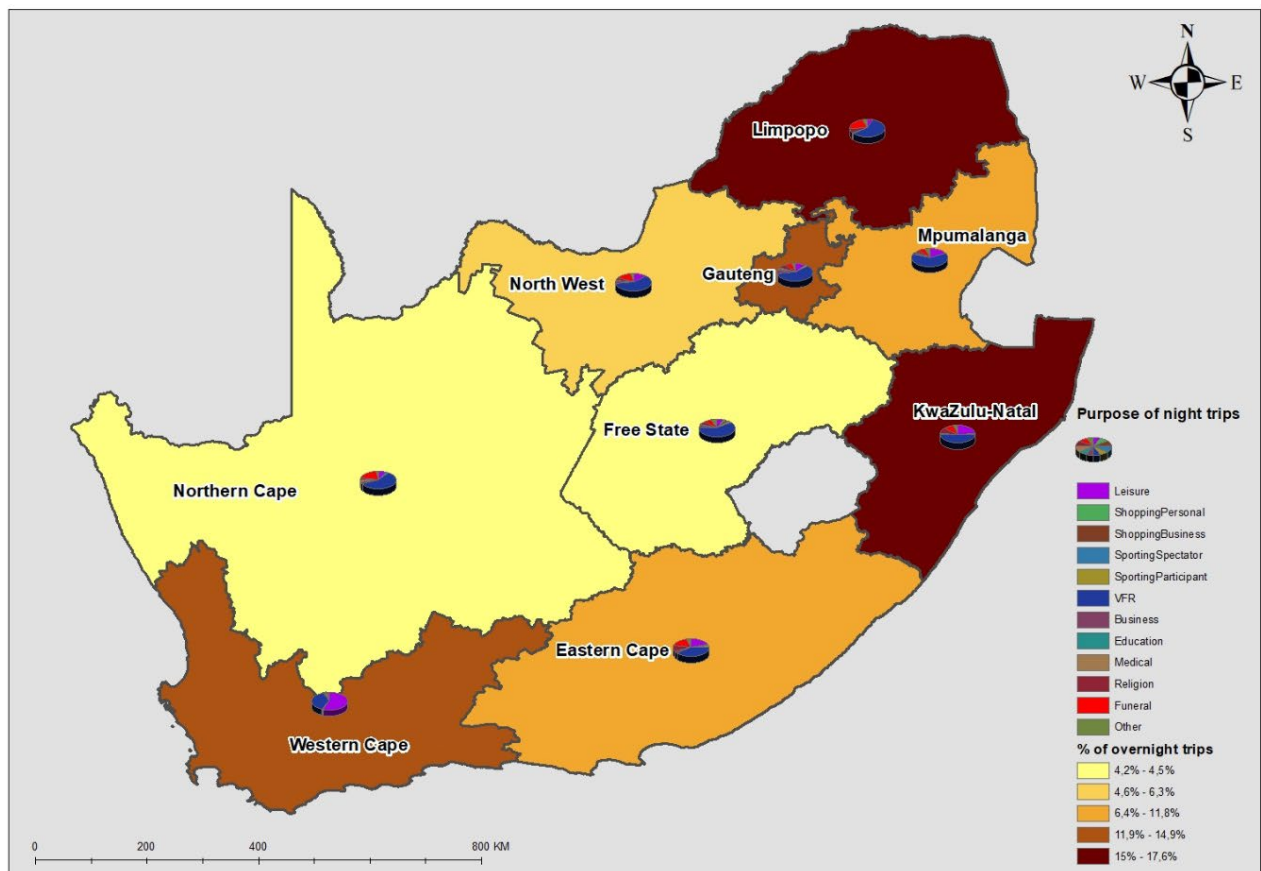 N
W E
S
Limpopo
Mpumalanga
Gauteng
North West
KwaZulu-Natal
Free State
Northern Cape
Eastern Cape
Western Cape
Purpose of night trips
Leisure
ShoppingPersonal
ShoppingBusiness
SportingSpectator
SportingParticipant
VFR
Business
Education
Medical
Religion
Funeral
Other
% of overnight trips
4,2% - 4,5%
4,6% - 6,3%
6,4% - 11,8%
11,9% - 14,9%
15% - 17,6%
0 200 400 800 KM